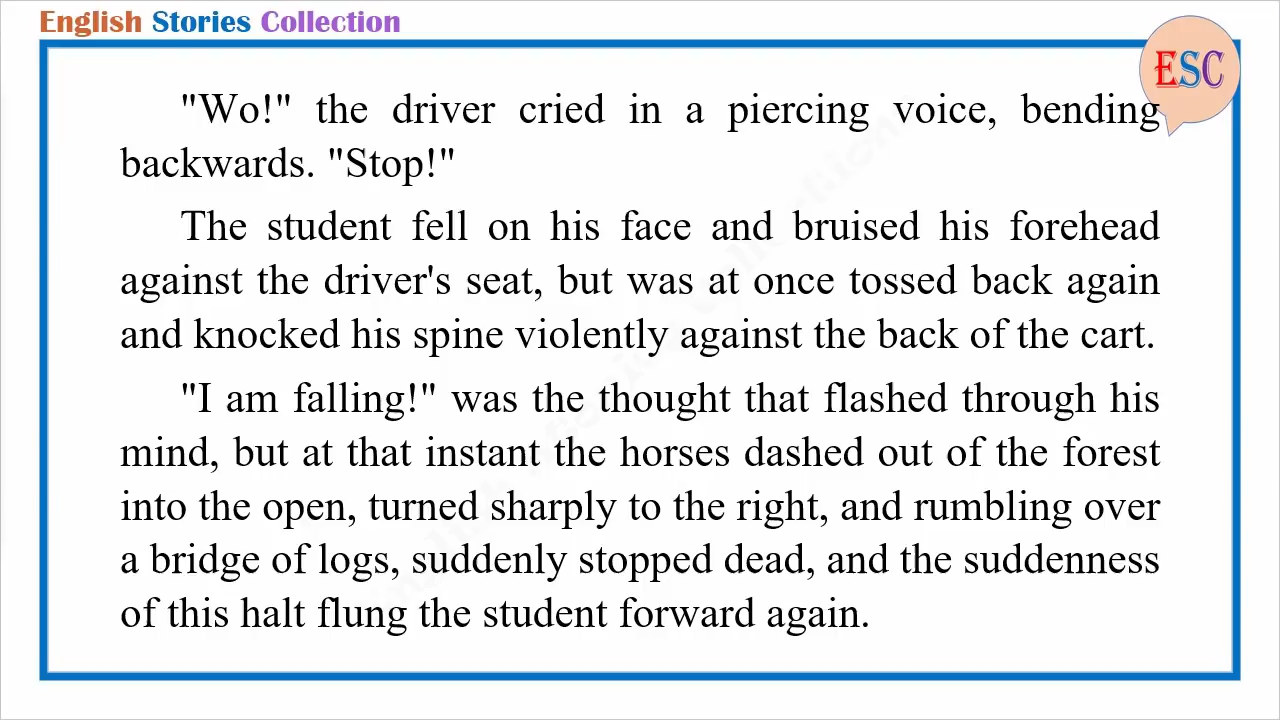 English Stories Collection
ESC
"Wo!" the driver cried in a piercing voice, bending
backwards. "Stop!"
The student fell on his face and bruised his forehead
against the driver's seat, but was at once tossed back again
and knocked his spine violently against the back of the cart.
"I am falling!" was the thought that flashed through his
mind, but at that instant the horses dashed out of the forest
into the open, turned sharply to the right, and rumbling over
a bridge of logs, suddenly stopped dead, and the suddenness
of this halt flung the student forward again.